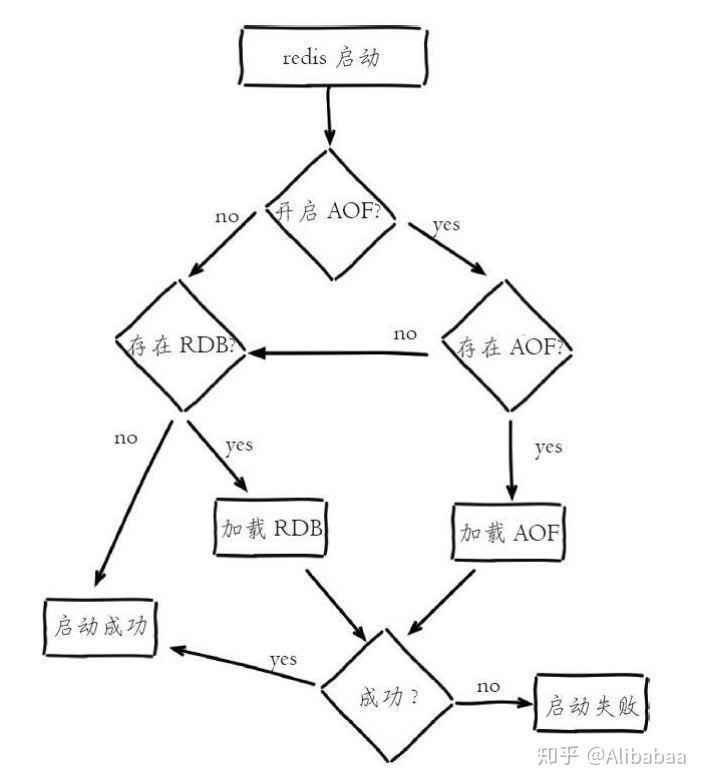 redis 启动
开启 AOF?
no
yes
存在 RDB?
no
存在 AOF?
no
yes
yes
加载 RDB
加载 AOF
启动成功
yes
成功?
no
启动失败
知乎 @Alibabaa